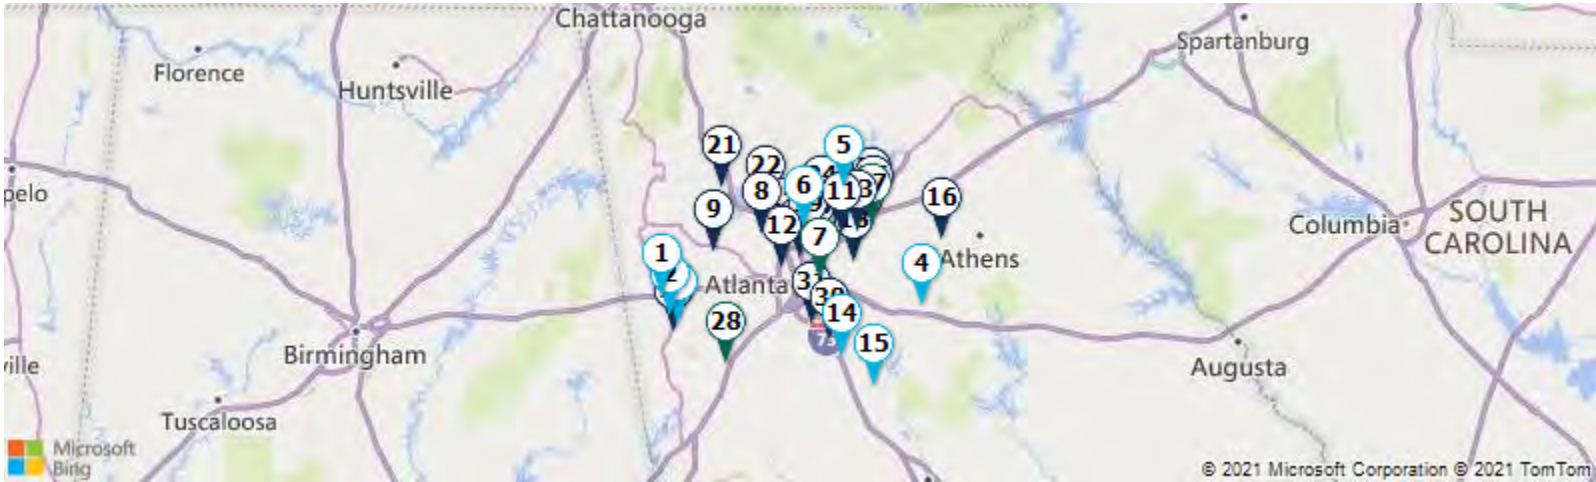 Chattanooga
Spartanburg
Florence
Huntsville
21
5
22
8
6
11
16
9
12
7
pelo
Columbia
SOUTH
CAROLINA
1
4
Athens
2
Atlanta
28
14
15
Birmingham
ville
Augusta
Tuscaloosa
Microsoft
Bing
© 2021 Microsoft Corporation © 2021 TomTom